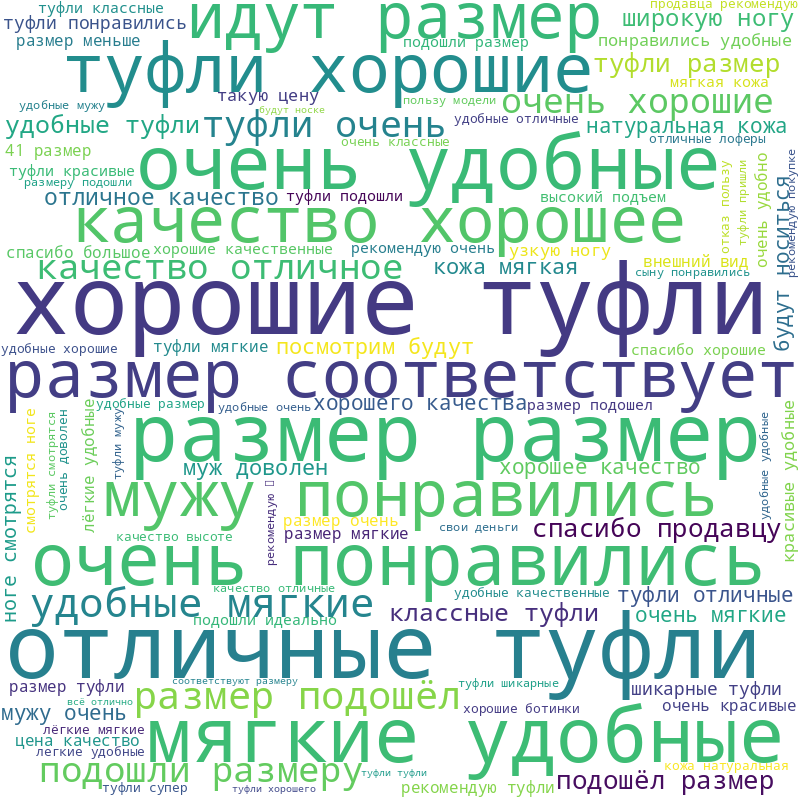 туфли классные
идут размер
продавца рекомендую
туфли понравились
широкую ногу
размер меньше
подошли размер
понравились удобные
туфли хорошие
туфли размер
мягкая кожа
такую цену
пользу модели
очень хорошие
удобные мужу
будут носке
удобные туфли
туфли очень
удобные отличные
натуральная кожа
41 размер
очень классные
отличные лоферы
очень удобные
туфли красивые
размеру подошли
отличное качество
туфли подошли
высокий подъем
отказ пользу
туфли пришли
очень удобно
будут носиться
рекомендую покупке
качество хорошее
спасибо большое
хорошие качественные
рекомендую очень
узкую ногу
качество отличное
кожа мягкая
внешний вид
сыну понравились
хорошие туфли
удобные хорошие
туфли мягкие
посмотрим будут
спасибо хорошие
размер соответствует
удобные размер
удобные очень
хорошего качества
размер подошел
ноге смотрятся
смотрятся ноге
туфли смотрятся
очень доволен
лёгкие удобные
туфли мужу
размер размер
удобные удобные
красивые удобные
муж доволен
хорошее качество
мужу понравились
рекомендую
размер очень
свои деньги
спасибо продавцу
качество высоте
размер мягкие
очень понравились
качество отличные
удобные качественные
туфли отличные
удобные мягкие
классные туфли
очень мягкие
подошли идеально
отличные туфли
соответствуют размеру
размер туфли
размер подошёл
туфли шикарные
шикарные туфли
всё отлично
мужу очень
хорошие ботинки
очень красивые
лёгкие мягкие
мягкие удобные
цена качество
легкие удобные
подошли размеру
туфли туфли
кожа натуральная
туфли супер
туфли хорошего
рекомендую туфли
подошёл размер